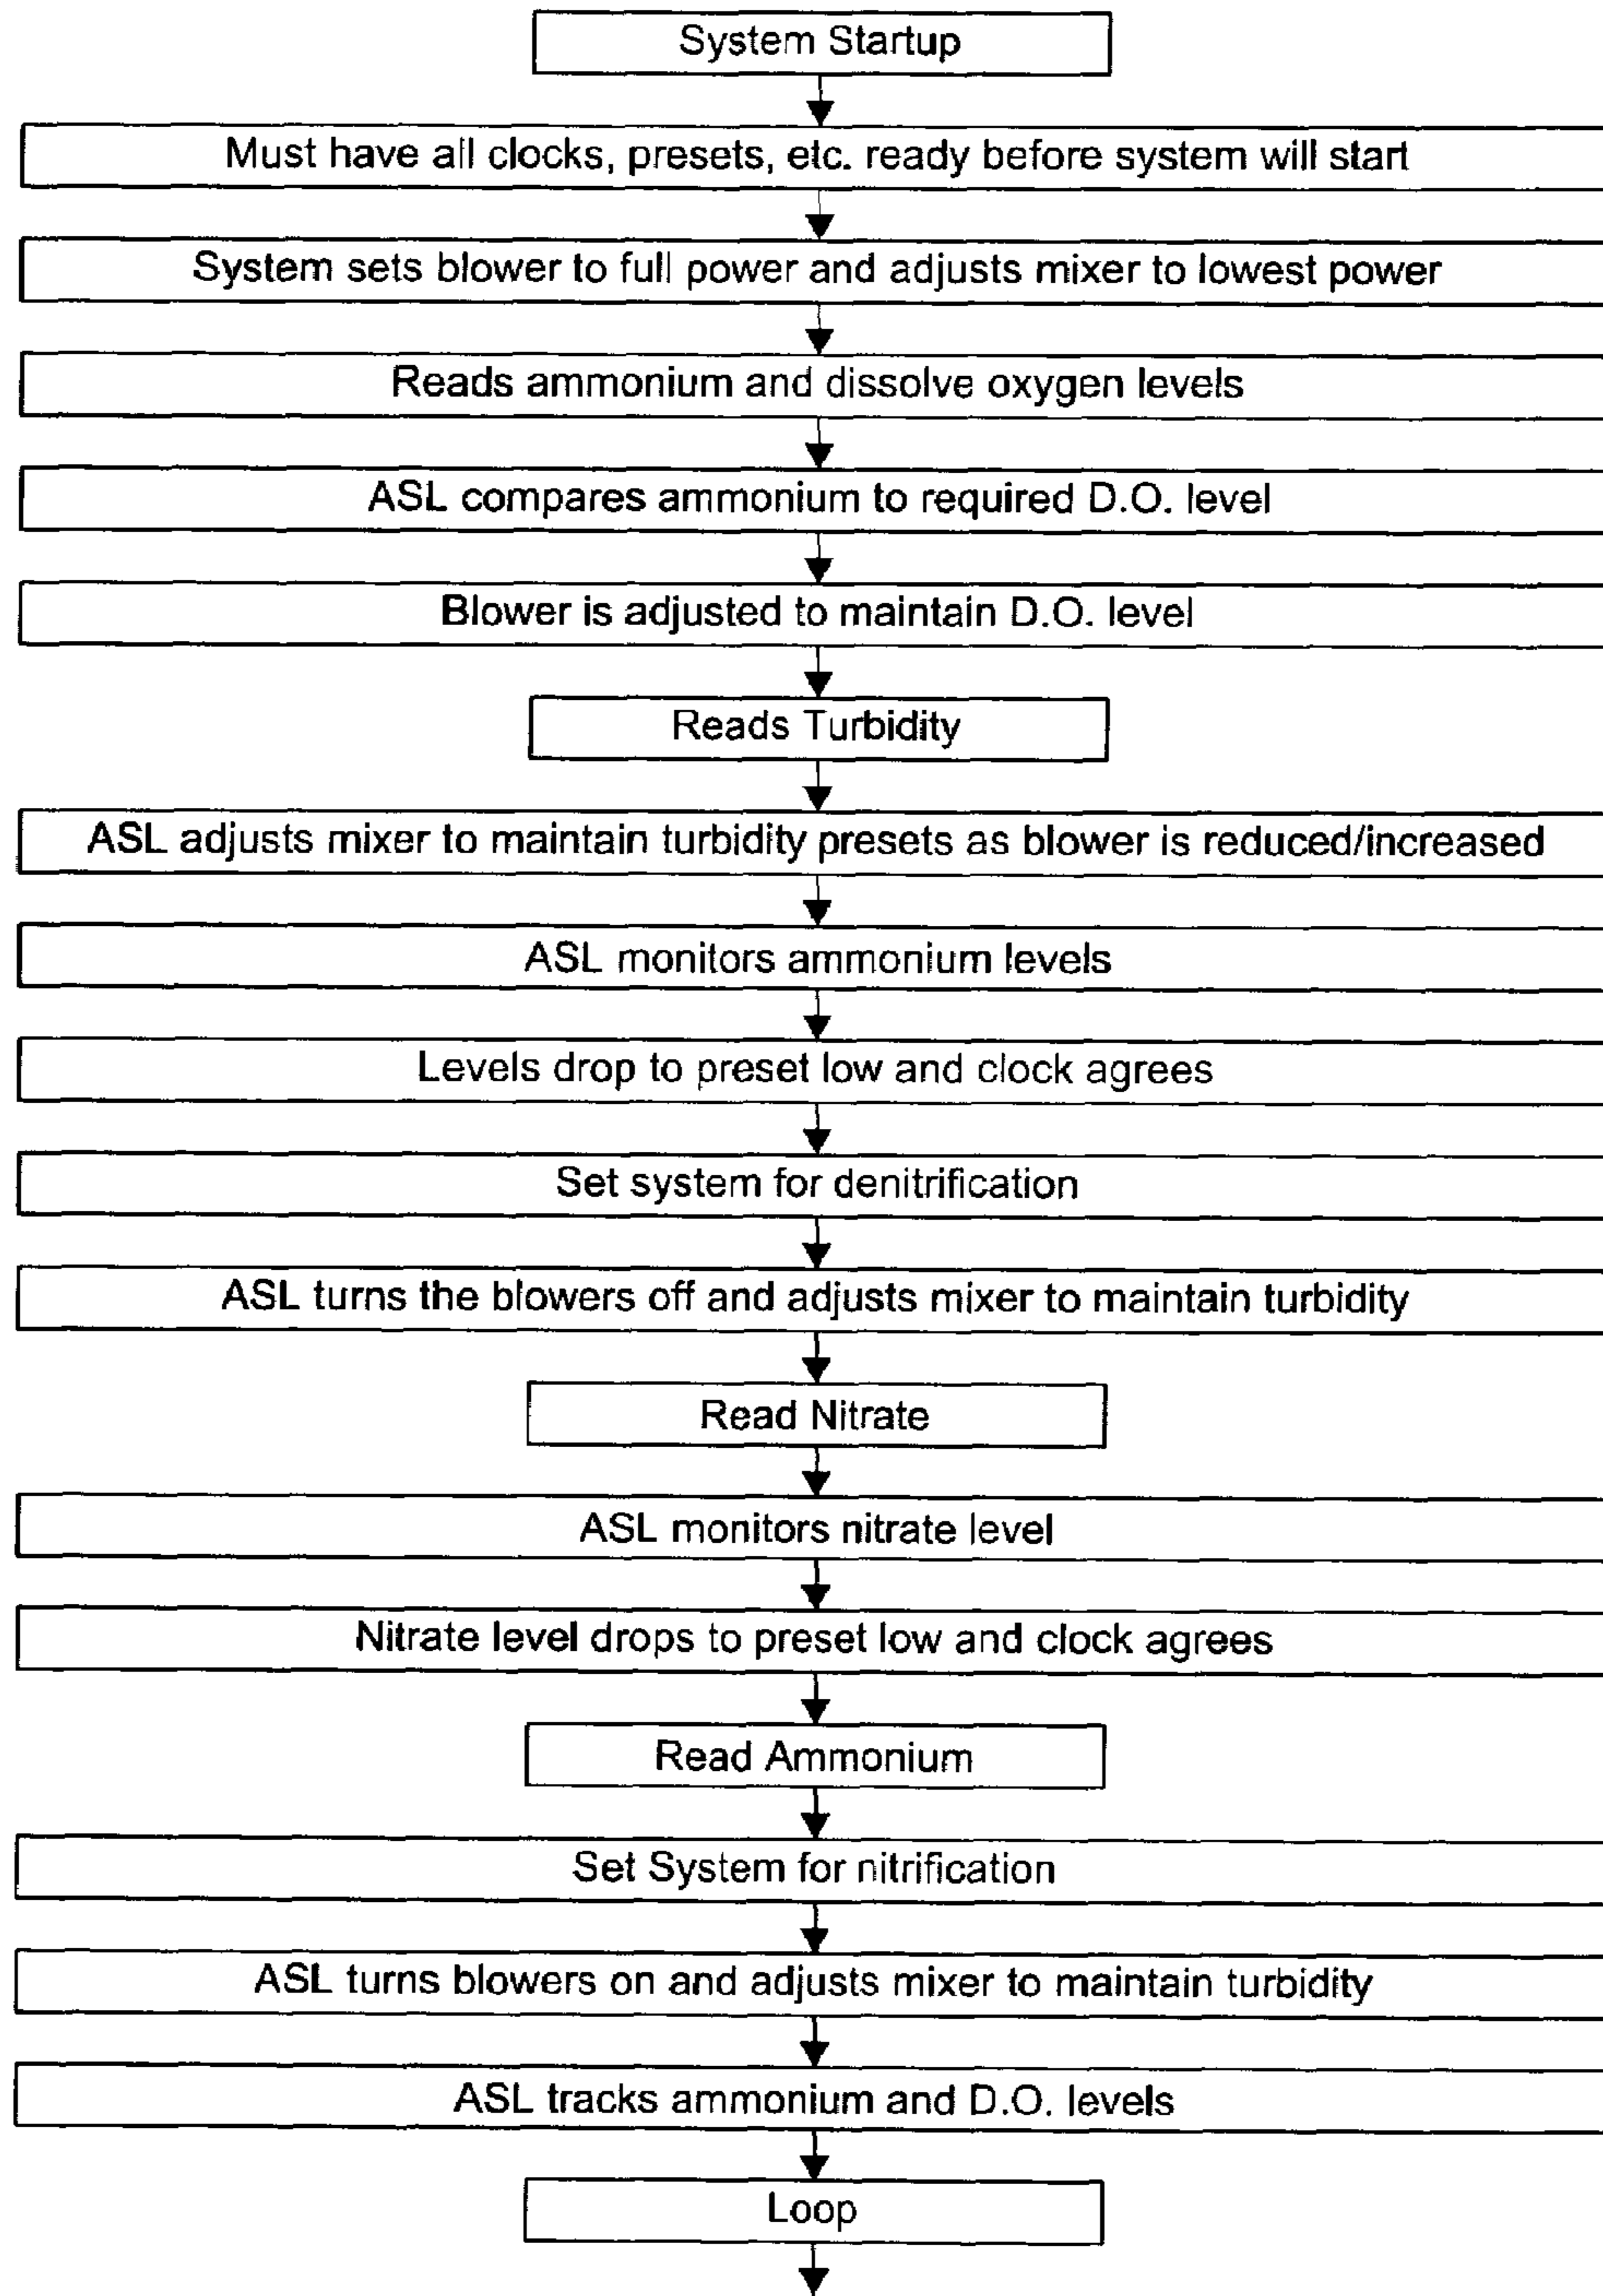 System Startup
Must have all clocks, presets, etc. ready before system will start
System sets blower to full power and adjusts mixer to lowest power
Reads ammonium and dissolve oxygen levels
ASL compares ammonium to required D.O. level
Blower is adjusted to maintain D.O. level
Reads Turbidity
ASL adjusts mixer to maintain turbidity presets as blower is reduced/increased
ASL monitors ammonium levels
Levels drop to preset low and clock agrees
Set system for denitrification
ASL turns the blowers off and adjusts mixer to maintain turbidity
Read Nitrate
ASL monitors nitrate level
Nitrate level drops to preset low and clock agrees
Read Ammonium
Set System for nitrification
ASL turns blowers on and adjusts mixer to maintain turbidity
ASL tracks ammonium and D.O. levels
Loop